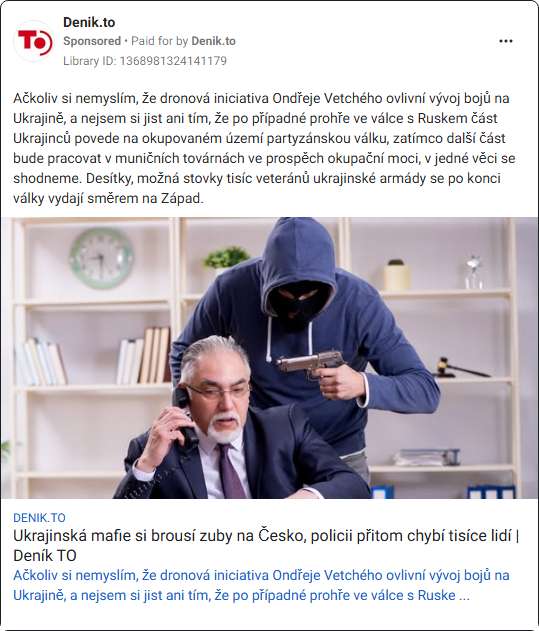 Denik.to
Sponsored • Paid for by Denik.to
Library ID: 1368981324141179
TO
Ačkoliv si nemyslím, že dronová iniciativa Ondřeje Vetchého ovlivní vývoj bojů na
Ukrajině, a nejsem si jist ani tím, že po případné prohře ve válce s Ruskem část
Ukrajinců povede na okupovaném území partyzánskou válku, zatímco další část
bude pracovat v muničních továrnách ve prospěch okupační moci, v jedné věci se
shodneme. Desítky, možná stovky tisíc veteránů ukrajinské armády se po konci
války vydají směrem na Západ.
DENIK.TO
Ukrajinská mafie si brousí zuby na Česko, policii přitom chybí tisíce lidí |
Deník TO
Ačkoliv si nemyslím, že dronová iniciativa Ondřeje Vetchého ovlivní vývoj bojů na
Ukrajině, a nejsem si jist ani tím, že po případné prohře ve válce s Ruske ...